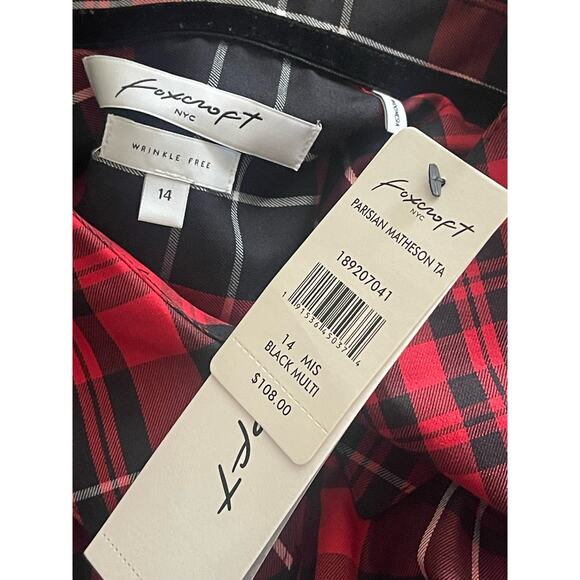 Foxcroft
NYC
WRINKLE FREE
14
Foxcroft
NYC
PARISIAN MATHESON TA
189207041
14 MIS
BLACK MULTI
$108.00